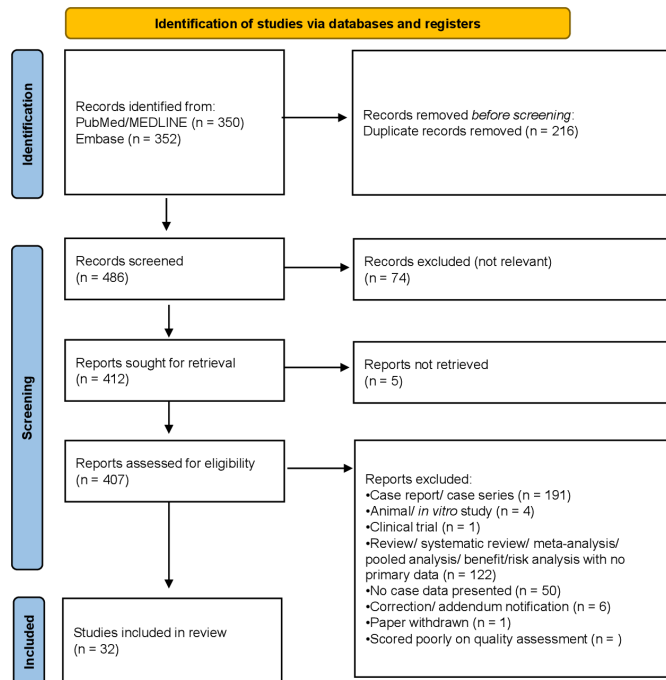 Identification of studies via databases and registers
Identification
Records identified from:
PubMed/MEDLINE (n = 350)
Embase (n = 352)
Records removed before screening:
Duplicate records removed (n = 216)
Screening
Records screened
(n = 486)
Records excluded (not relevant)
(n = 74)
Reports sought for retrieval
(n = 412)
Reports not retrieved
(n = 5)
Reports assessed for eligibility
(n = 407)
Reports excluded:
•Case report/ case series (n = 191)
•Animal/ in vitro study (n = 4)
•Clinical trial (n = 1)
•Review/ systematic review/ meta-analysis/
pooled analysis/ benefit/risk analysis with no
primary data (n = 122)
•No case data presented (n = 50)
•Correction/ addendum notification (n = 6)
•Paper withdrawn (n = 1)
•Scored poorly on quality assessment (n = )
Included
Studies included in review
(n = 32)